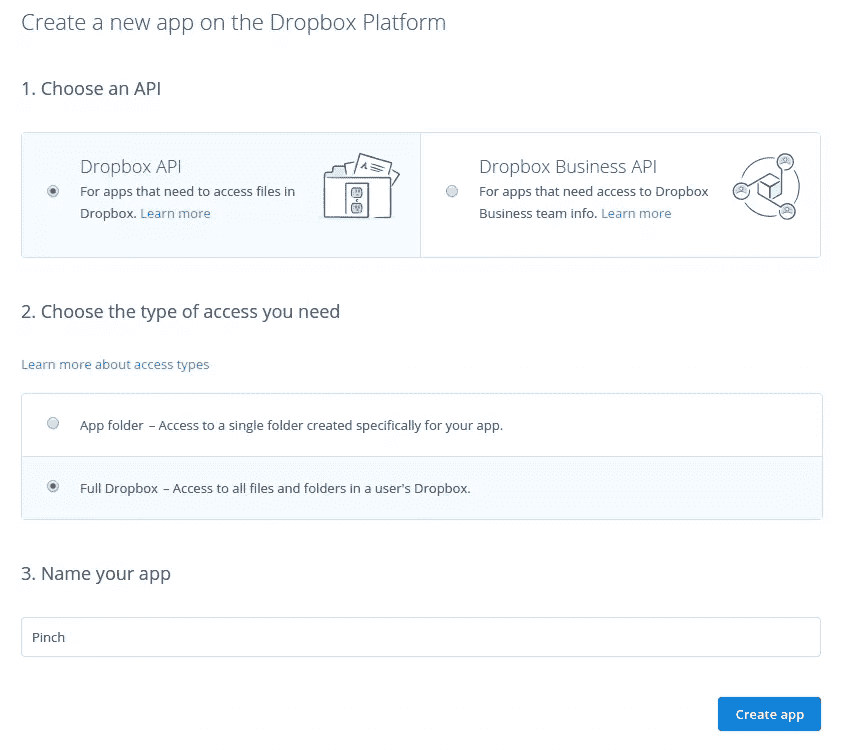 Create a new app on the Dropbox Platform
1. Choose an API
Dropbox API
For apps that need to access files in
Dropbox. Learn more
Dropbox Business API
For apps that need access to Dropbox
Business team info. Learn more
2. Choose the type of access you need
Learn more about access types
App folder – Access to a single folder created specifically for your app.
Full Dropbox – Access to all files and folders in a user's Dropbox.
3. Name your app
Pinch
Create app